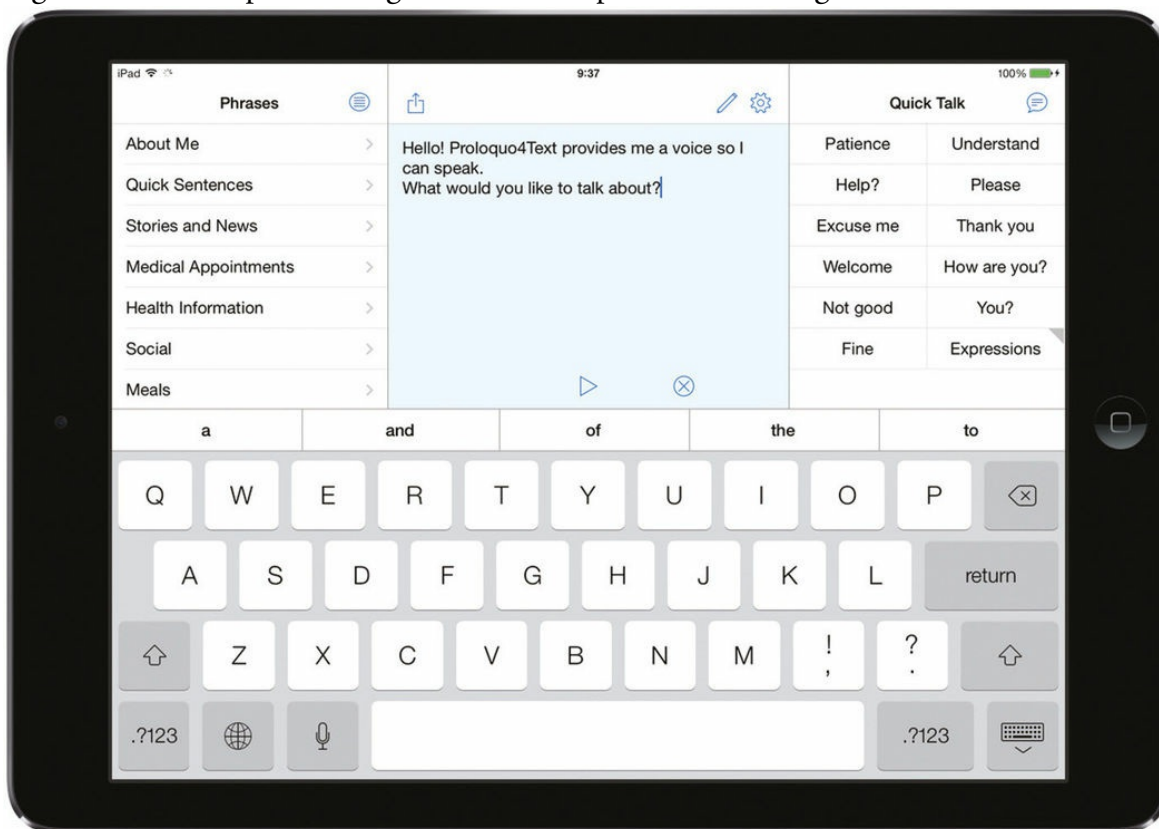 iPad
9:37
100%
Phrases
Quick Talk
About Me
Quick Sentences
Stories and News
Medical Appointments
Health Information
Social
Meals
Hello! Proloquo4Text provides me a voice so I
can speak.
What would you like to talk about?
Patience Understand
Help? Please
Excuse me Thank you
Welcome How are you?
Not good You?
Fine Expressions
a and of the to
Q W E R T Y U I O P
A S D F G H J K L return
Z X C V B N M ! , ? .
.?123 .?123